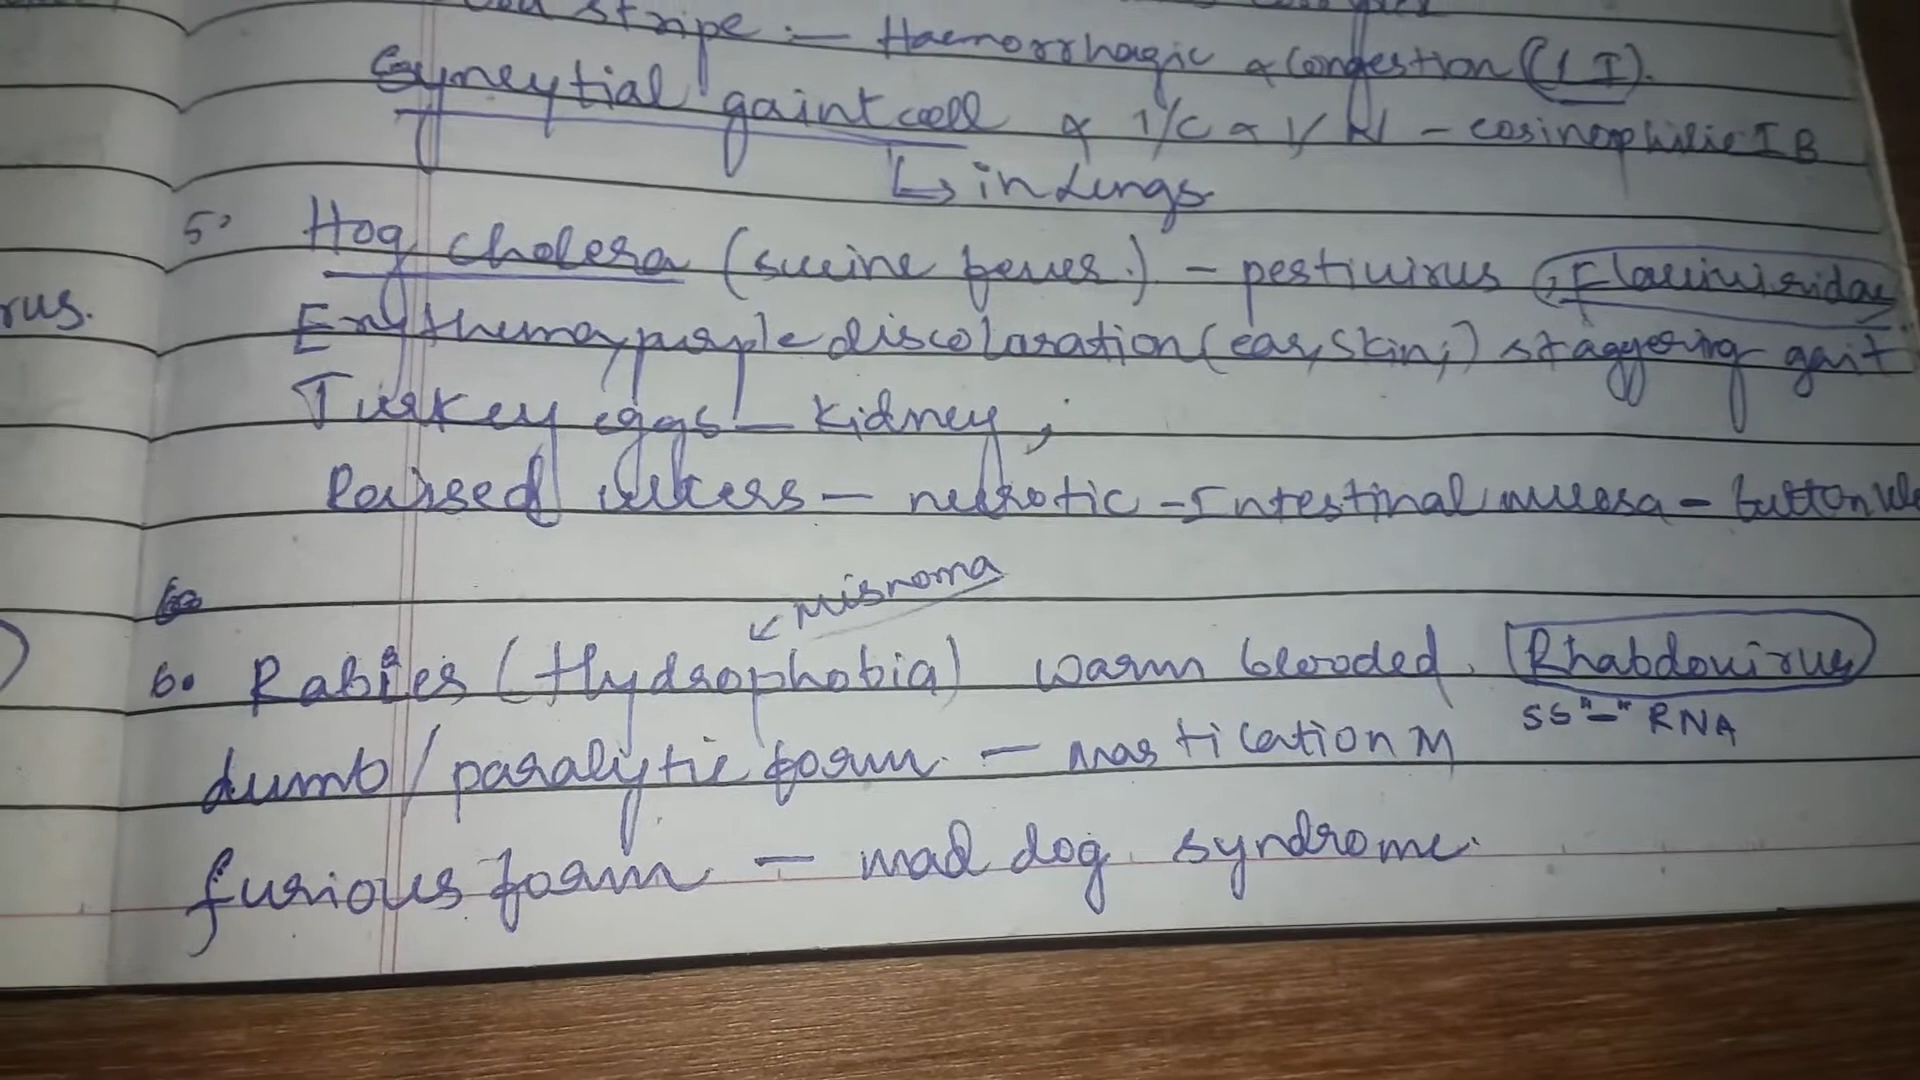 stripe :- Haemorrhagic & Congestion (LI).
Syncytial gaint cell & I/C & I/N - eosinophilic IB
↳ in Lungs
5. Hog cholera (swine fever.) - pestivirus, Flaviviridae
rus.
Erythema, purple discolaration (ear, skin,) staggering gait
Turkey eggs - kidney,
Raised ulcers - necrotic - Intestinal mucosa - button
↙ Misnoma
6. Rabies (Hydrophobia) warm blooded. Rhabdovirus
ss"-" RNA
dumb / paralytic form. - mastication M
furious form - mad dog syndrome.